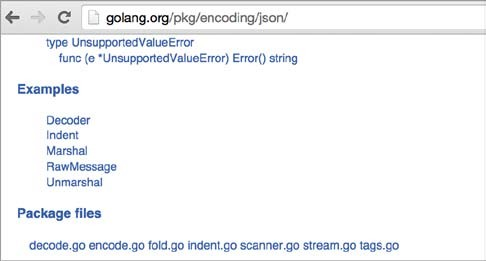 golang.org/pkg/encoding/json/
type UnsupportedValueError
func (e *UnsupportedValueError) Error() string
Examples
Decoder
Indent
Marshal
RawMessage
Unmarshal
Package files
decode.go encode.go fold.go indent.go scanner.go stream.go tags.go